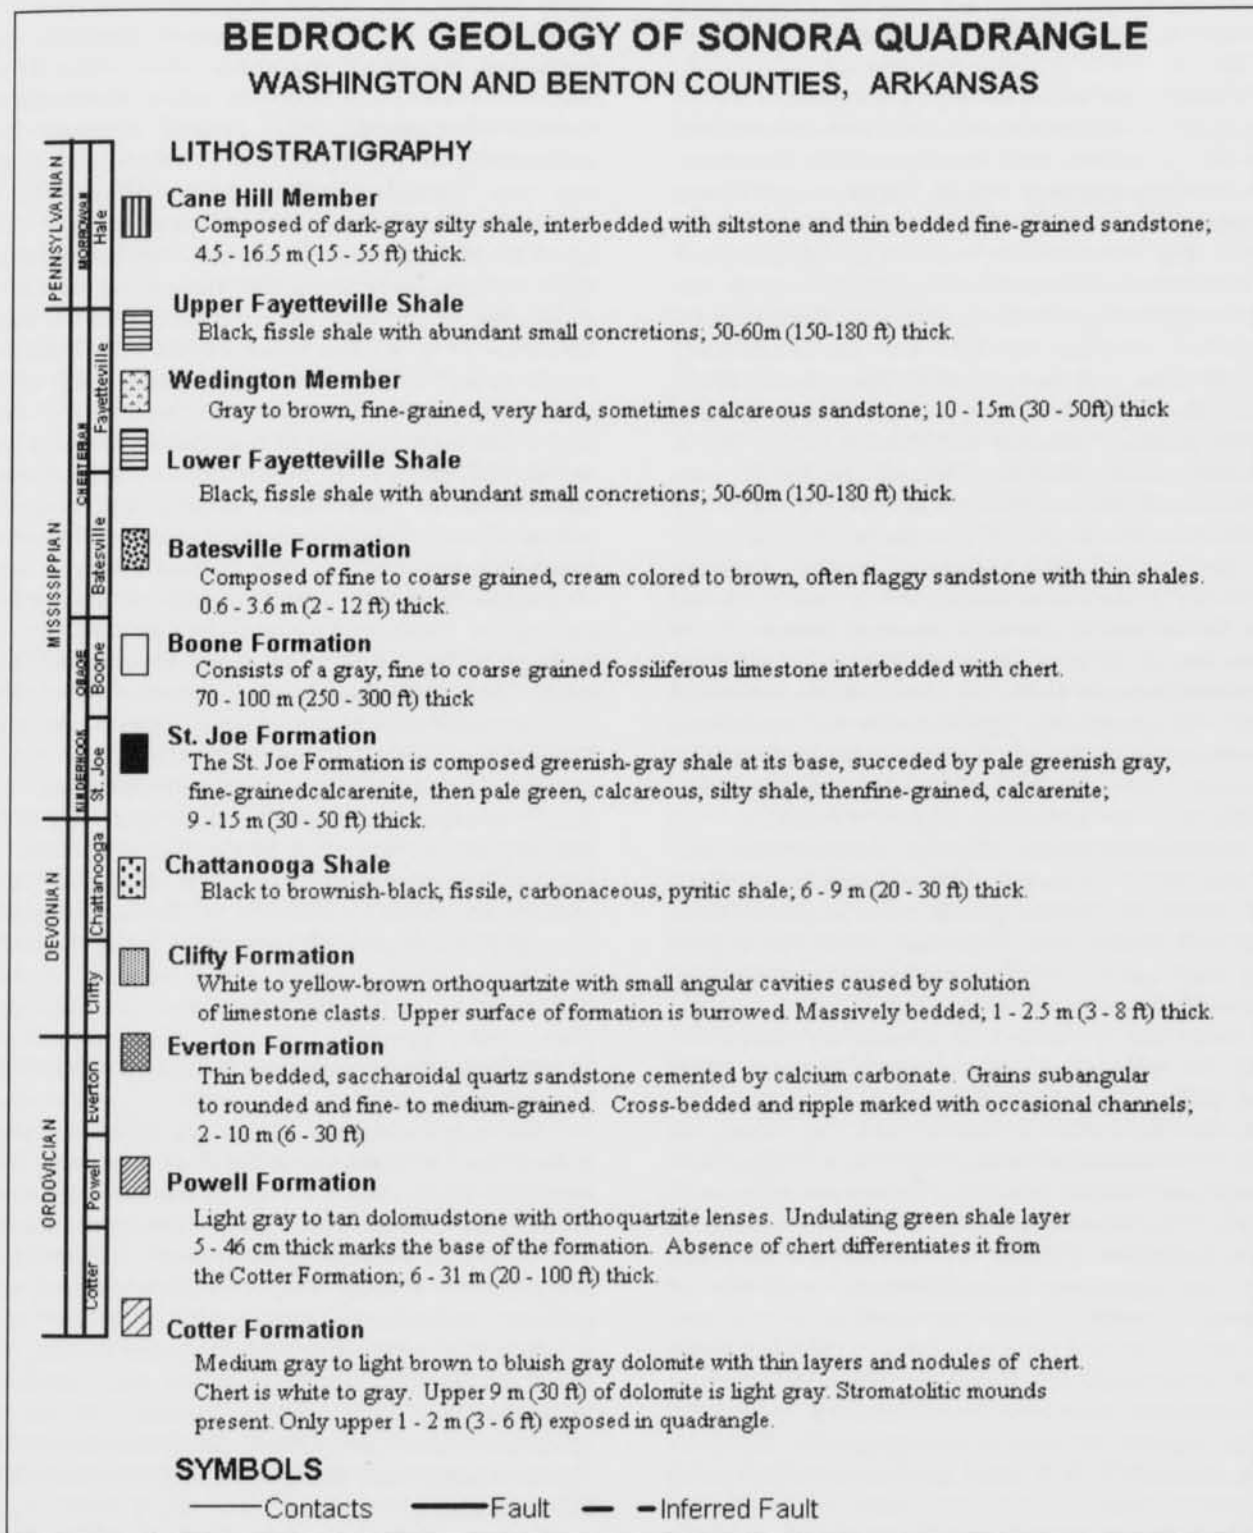 BEDROCK GEOLOGY OF SONORA QUADRANGLE
WASHINGTON AND BENTON COUNTIES, ARKANSAS
LITHOSTRATIGRAPHY
PENNSYLVANIAN
MORROWAN
Hale
Cane Hill Member
Composed of dark-gray silty shale, interbedded with siltstone and thin bedded fine-grained sandstone;
4.5 - 16.5 m (15 - 55 ft) thick.
MISSISSIPPIAN
CHESTERIAN
Fayetteville
Upper Fayetteville Shale
Black, fissle shale with abundant small concretions; 50-60m (150-180 ft) thick.
Wedington Member
Gray to brown, fine-grained, very hard, sometimes calcareous sandstone; 10 - 15m (30 - 50ft) thick
Lower Fayetteville Shale
Black, fissle shale with abundant small concretions; 50-60m (150-180 ft) thick.
Batesville
Batesville Formation
Composed of fine to coarse grained, cream colored to brown, often flaggy sandstone with thin shales.
0.6 - 3.6 m (2 - 12 ft) thick.
OSAGE
Boone
Boone Formation
Consists of a gray, fine to coarse grained fossiliferous limestone interbedded with chert.
70 - 100 m (250 - 300 ft) thick
KINDERHOOK
St. Joe
St. Joe Formation
The St. Joe Formation is composed greenish-gray shale at its base, succeded by pale greenish gray,
fine-grainedcalcarenite, then pale green, calcareous, silty shale, thenfine-grained, calcarenite;
9 - 15 m (30 - 50 ft) thick.
DEVONIAN
Chattanooga
Chattanooga Shale
Black to brownish-black, fissile, carbonaceous, pyritic shale; 6 - 9 m (20 - 30 ft) thick.
Clifty
Clifty Formation
White to yellow-brown orthoquartzite with small angular cavities caused by solution
of limestone clasts. Upper surface of formation is burrowed. Massively bedded; 1 - 2.5 m (3 - 8 ft) thick.
ORDOVICIAN
Everton
Everton Formation
Thin bedded, saccharoidal quartz sandstone cemented by calcium carbonate. Grains subangular
to rounded and fine- to medium-grained. Cross-bedded and ripple marked with occasional channels;
2 - 10 m (6 - 30 ft)
Powell
Powell Formation
Light gray to tan dolomudstone with orthoquartzite lenses. Undulating green shale layer
5 - 46 cm thick marks the base of the formation. Absence of chert differentiates it from
the Cotter Formation; 6 - 31 m (20 - 100 ft) thick.
Cotter
Cotter Formation
Medium gray to light brown to bluish gray dolomite with thin layers and nodules of chert.
Chert is white to gray. Upper 9 m (30 ft) of dolomite is light gray. Stromatolitic mounds
present. Only upper 1 - 2 m (3 - 6 ft) exposed in quadrangle.
SYMBOLS
Contacts Fault Inferred Fault